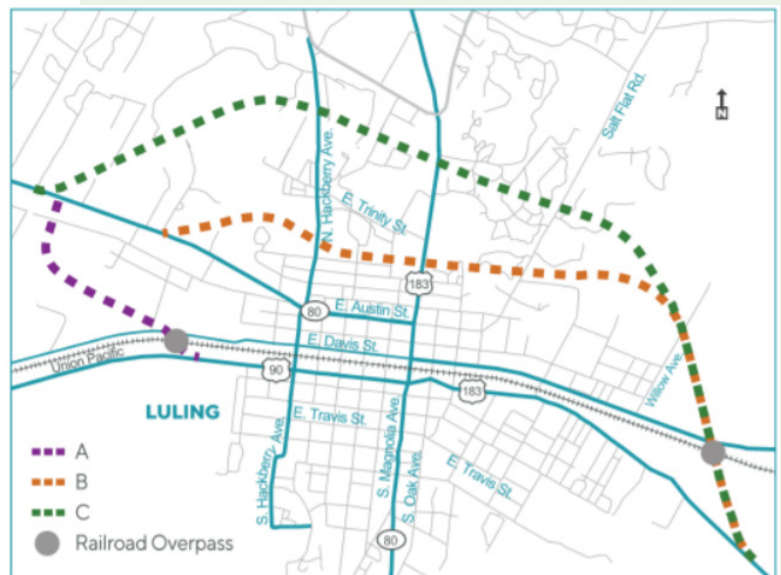 Salt Flat Rd.
N
N. Hackberry Ave.
E. Trinity St.
183
80
E. Austin St.
E. Davis St.
Union Pacific
90
183
Willow Ave.
LULING
E. Travis St.
S. Hackberry Ave.
S. Magnolia Ave.
S. Oak Ave.
E. Travis St.
A
B
C
Railroad Overpass
80